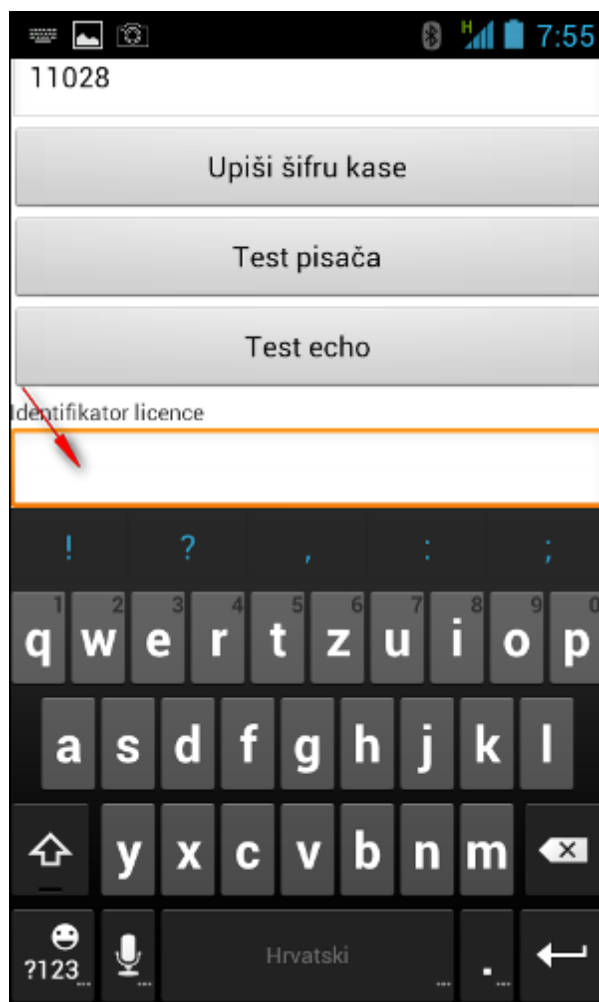 H 7:55
11028
Upiši šifru kase
Test pisača
Test echo
Identifikator licence
! ? , : ;
1 2 3 4 5 6 7 8 9 0
q w e r t z u i o p
a s d f g h j k l
y x c v b n m
?123 Hrvatski .